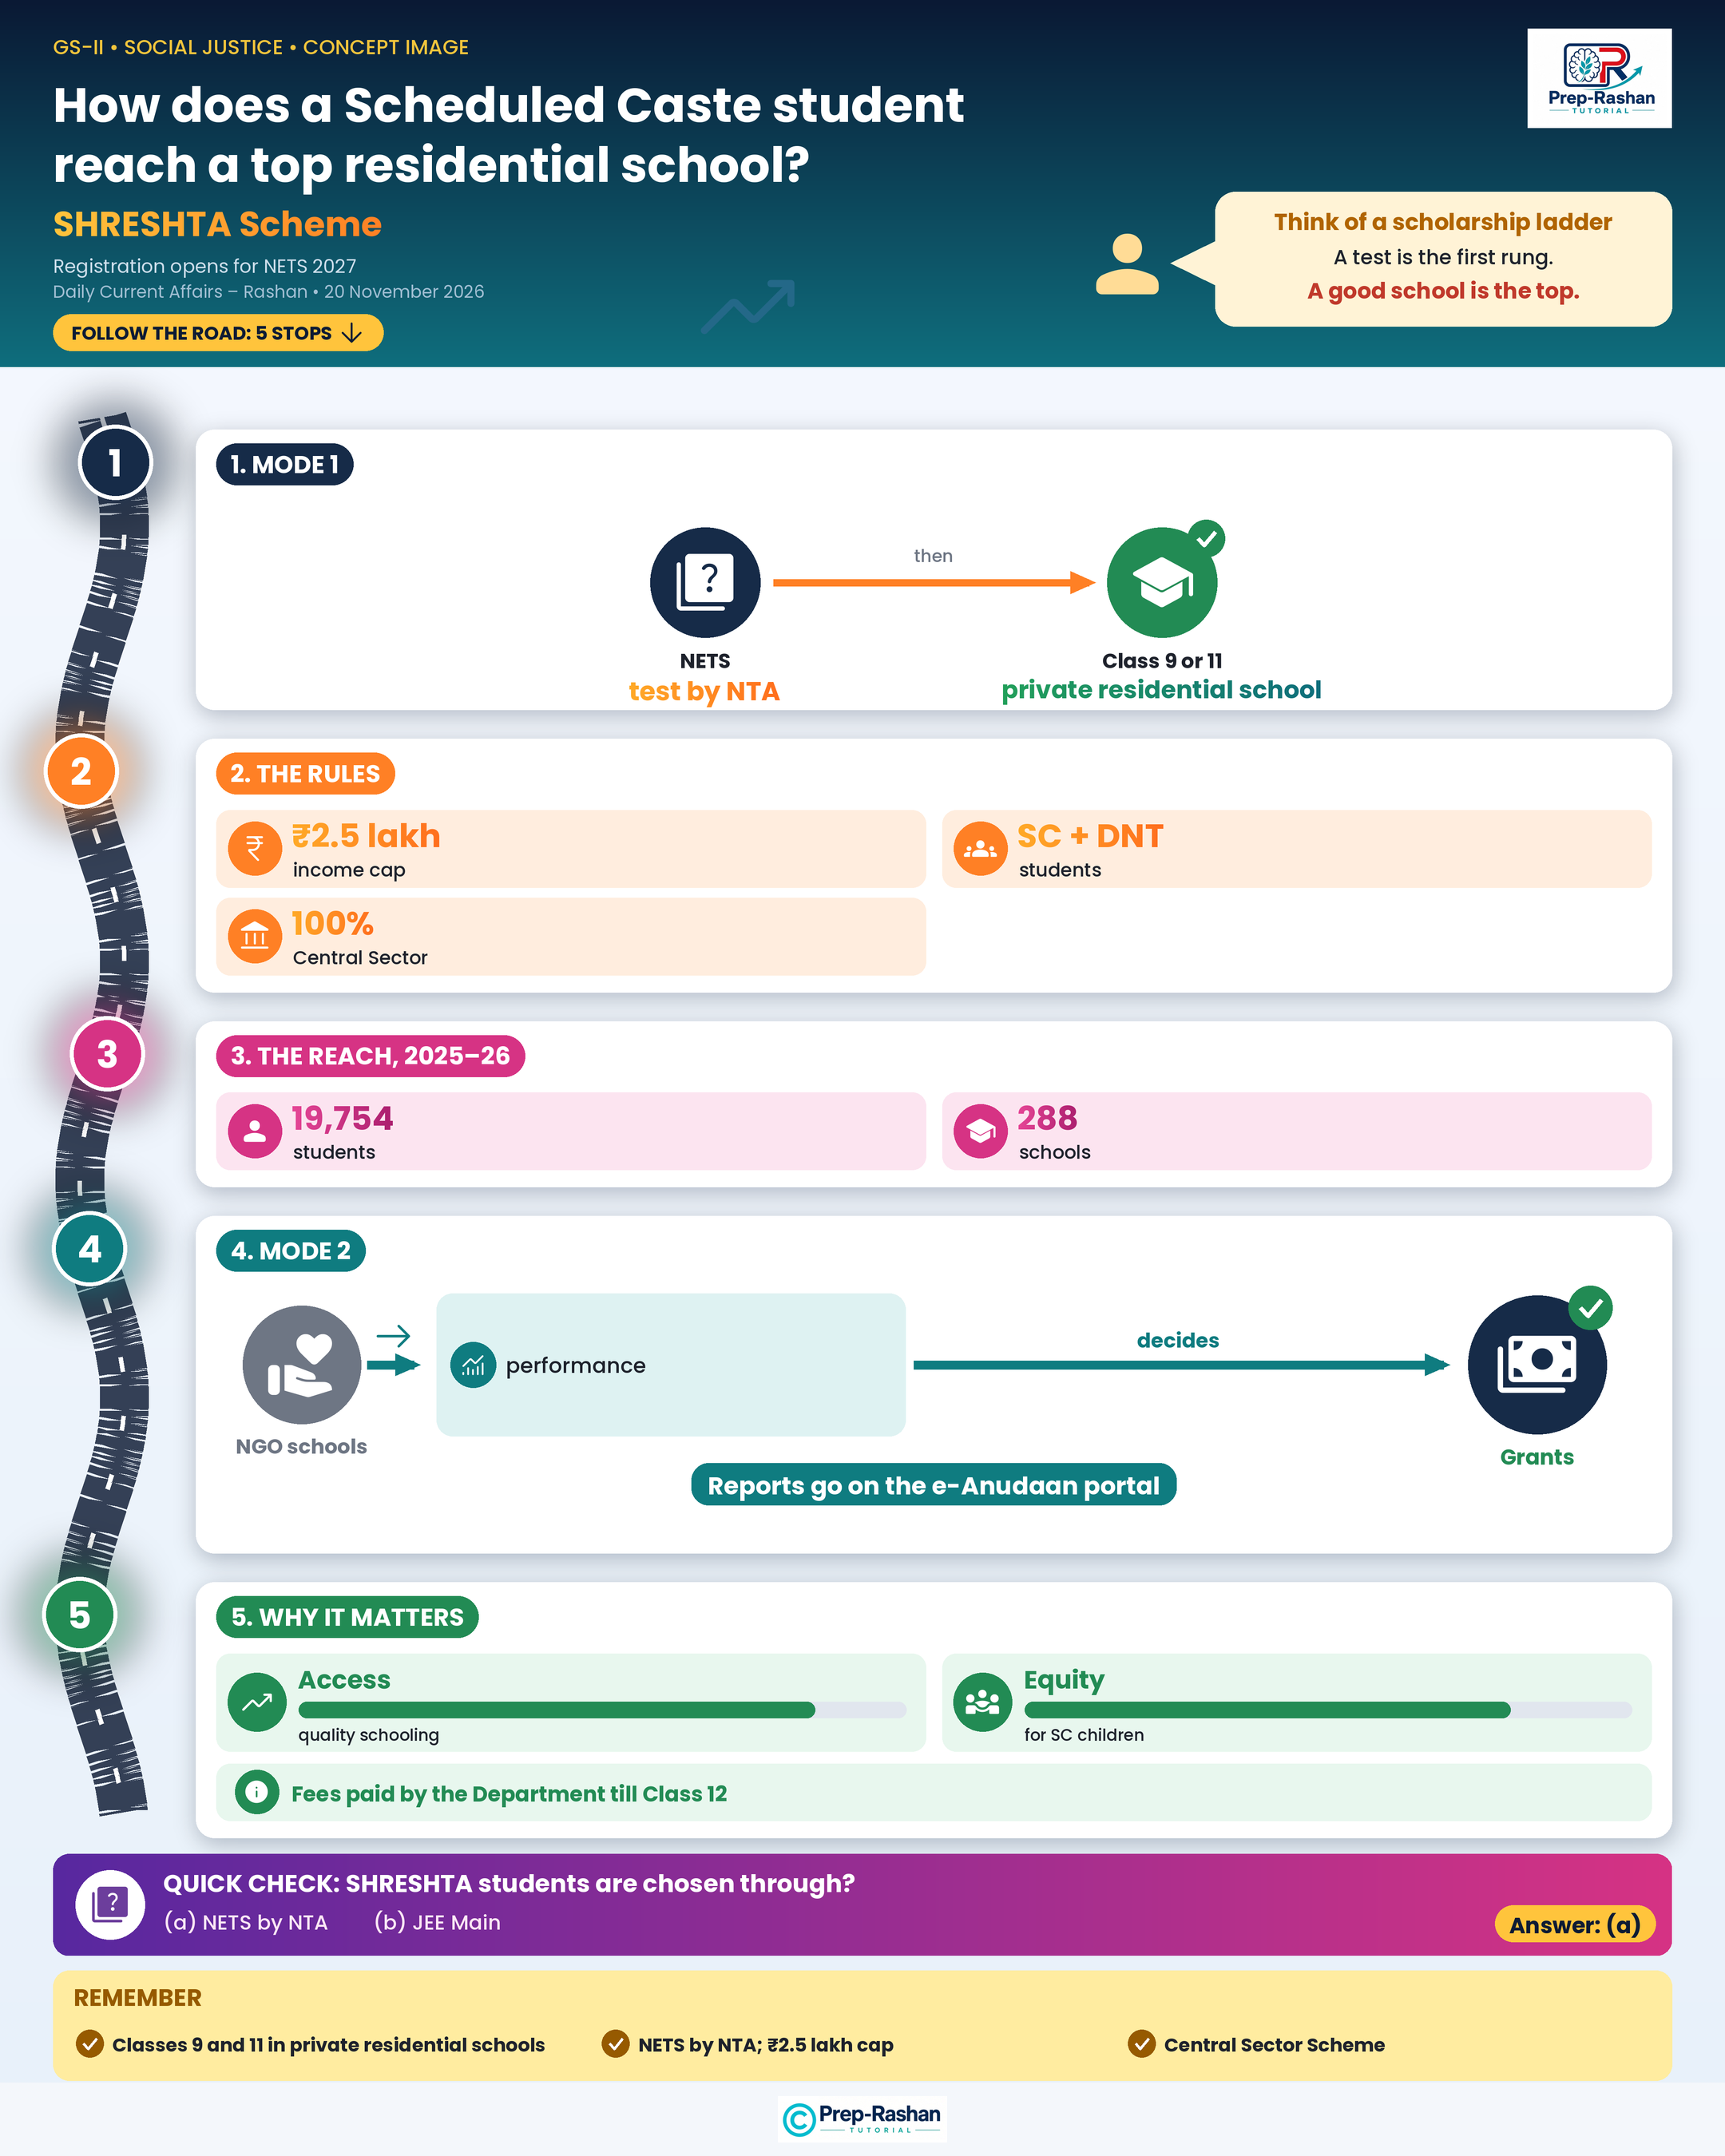 GS-II • SOCIAL JUSTICE • CONCEPT IMAGE
How does a Scheduled Caste student
reach a top residential school?
SHRESHTA Scheme
Registration opens for NETS 2027
Daily Current Affairs – Rashan • 20 November 2026
FOLLOW THE ROAD: 5 STOPS
Prep-Rashan
TUTORIAL
Think of a scholarship ladder
A test is the first rung.
A good school is the top.
1
1. MODE 1
?
then
NETS
test by NTA
Class 9 or 11
private residential school
2
2. THE RULES
₹
₹2.5 lakh
income cap
SC + DNT
students
100%
Central Sector
3
3. THE REACH, 2025–26
19,754
students
288
schools
4
4. MODE 2
NGO schools
performance
decides
Grants
Reports go on the e-Anudaan portal
5
5. WHY IT MATTERS
Access
quality schooling
Equity
for SC children
Fees paid by the Department till Class 12
?
QUICK CHECK: SHRESHTA students are chosen through?
(a) NETS by NTA (b) JEE Main
Answer: (a)
REMEMBER
Classes 9 and 11 in private residential schools
NETS by NTA; ₹2.5 lakh cap
Central Sector Scheme
© Prep-Rashan
TUTORIAL